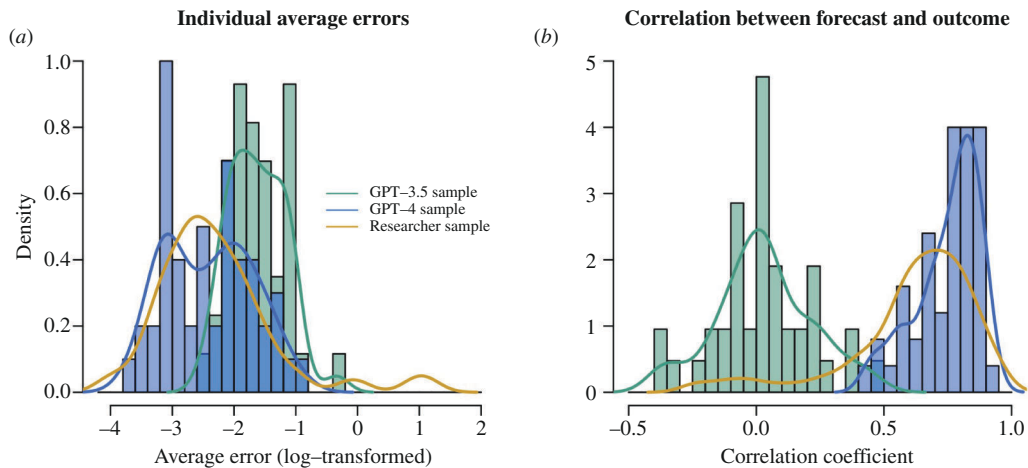 Individual average errors
(a)
1.0
0.8
0.6
0.4
0.2
0.0
Density
GPT–3.5 sample
GPT–4 sample
Researcher sample
–4 –3 –2 –1 0 1 2
Average error (log–transformed)
Correlation between forecast and outcome
(b)
5
4
3
2
1
0
–0.5 0.0 0.5 1.0
Correlation coefficient